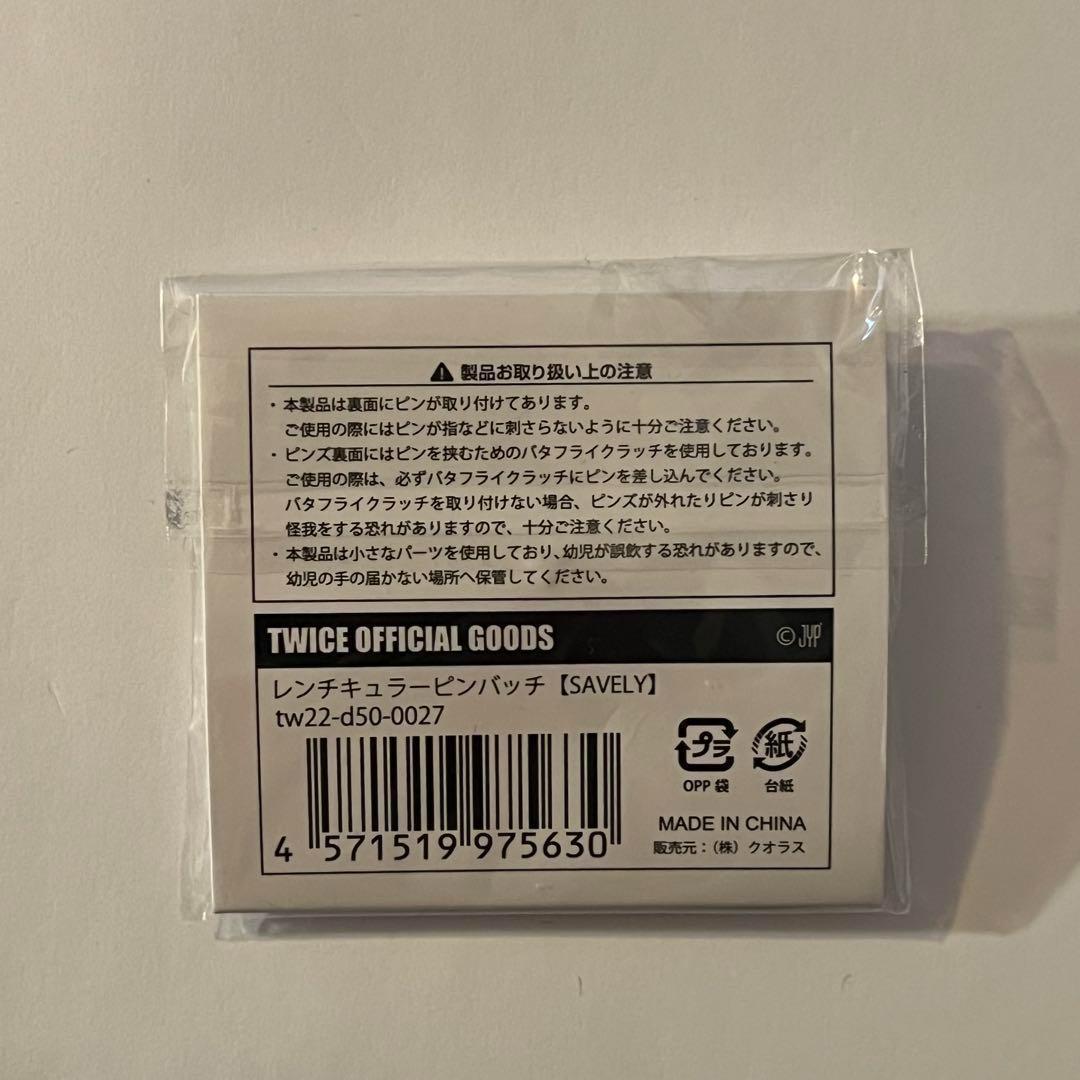 ⚠ 製品お取り扱い上の注意
・本製品は裏面にピンが取り付けてあります。
ご使用の際にはピンが指などに刺さらないように十分ご注意ください。
・ピンズ裏面にはピンを挟むためのバタフライクラッチを使用しております。
ご使用の際は、必ずバタフライクラッチにピンを差し込んでください。
バタフライクラッチを取り付けない場合、ピンズが外れたりピンが刺さり
怪我をする恐れがありますので、十分ご注意ください。
・本製品は小さなパーツを使用しており、幼児が誤飲する恐れがありますので、
幼児の手の届かない場所へ保管してください。
TWICE OFFICIAL GOODS
© JYP
レンチキュラーピンバッチ【SAVELY】
tw22-d50-0027
プラ
紙
OPP 袋
台紙
4 571519 975630
MADE IN CHINA
販売元：（株）クオラス